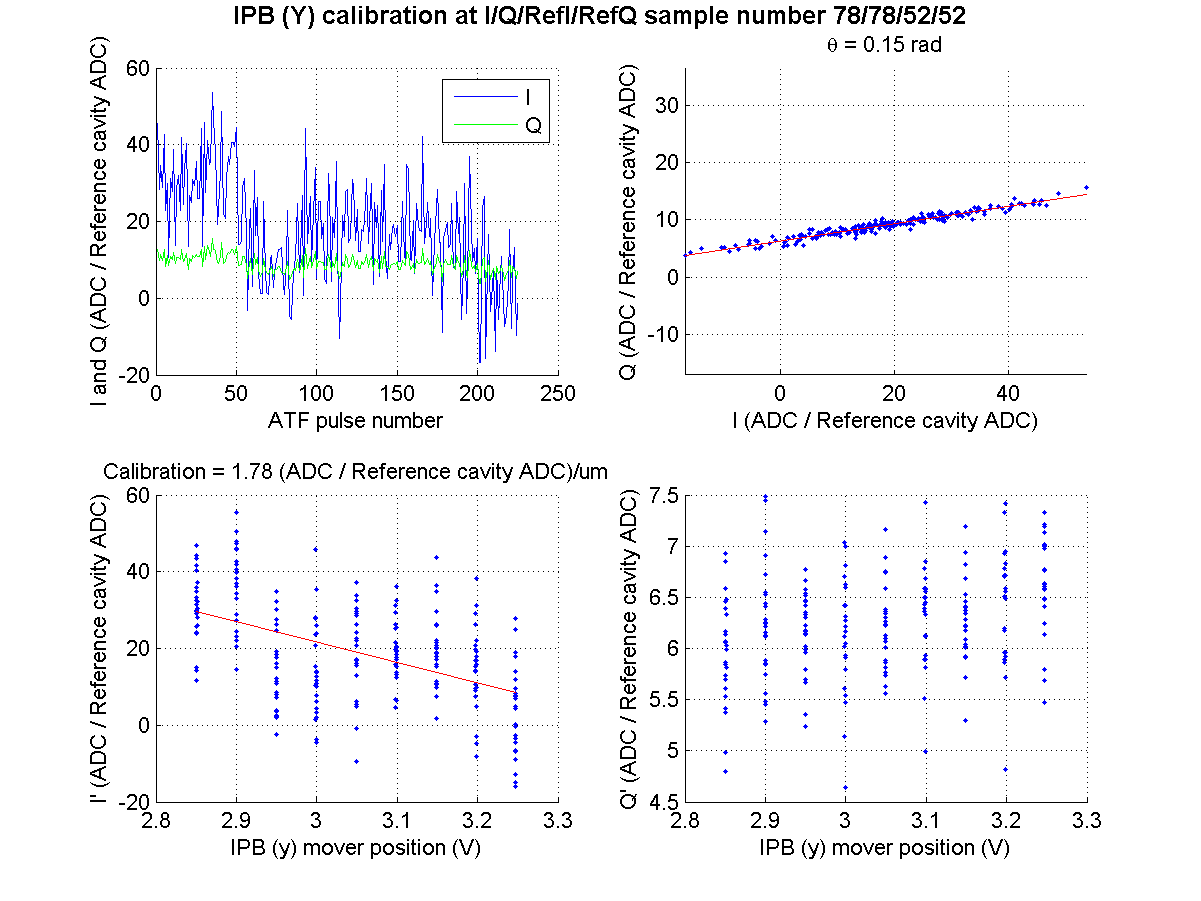 IPB (Y) calibration at I/Q/RefI/RefQ sample number 78/78/52/52
I and Q (ADC / Reference cavity ADC)
60
40
20
0
-20
I
Q
0 50 100 150 200 250
ATF pulse number
θ = 0.15 rad
Q (ADC / Reference cavity ADC)
30
20
10
0
-10
0 20 40
I (ADC / Reference cavity ADC)
Calibration = 1.78 (ADC / Reference cavity ADC)/um
I' (ADC / Reference cavity ADC)
60
40
20
0
-20
2.8 2.9 3 3.1 3.2 3.3
IPB (y) mover position (V)
Q' (ADC / Reference cavity ADC)
7.5
7
6.5
6
5.5
5
4.5
2.8 2.9 3 3.1 3.2 3.3
IPB (y) mover position (V)